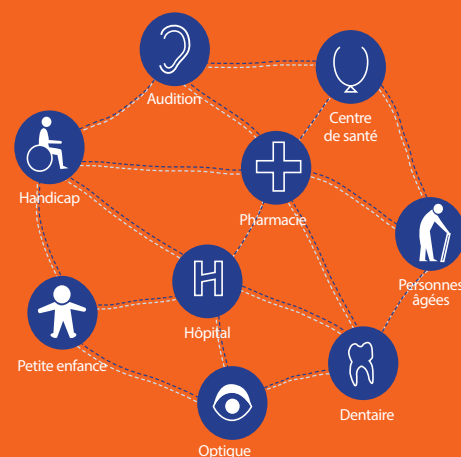 Audition
Centre
de santé
Handicap
Pharmacie
Personnes
âgées
Hôpital
Petite enfance
Dentaire
Optique